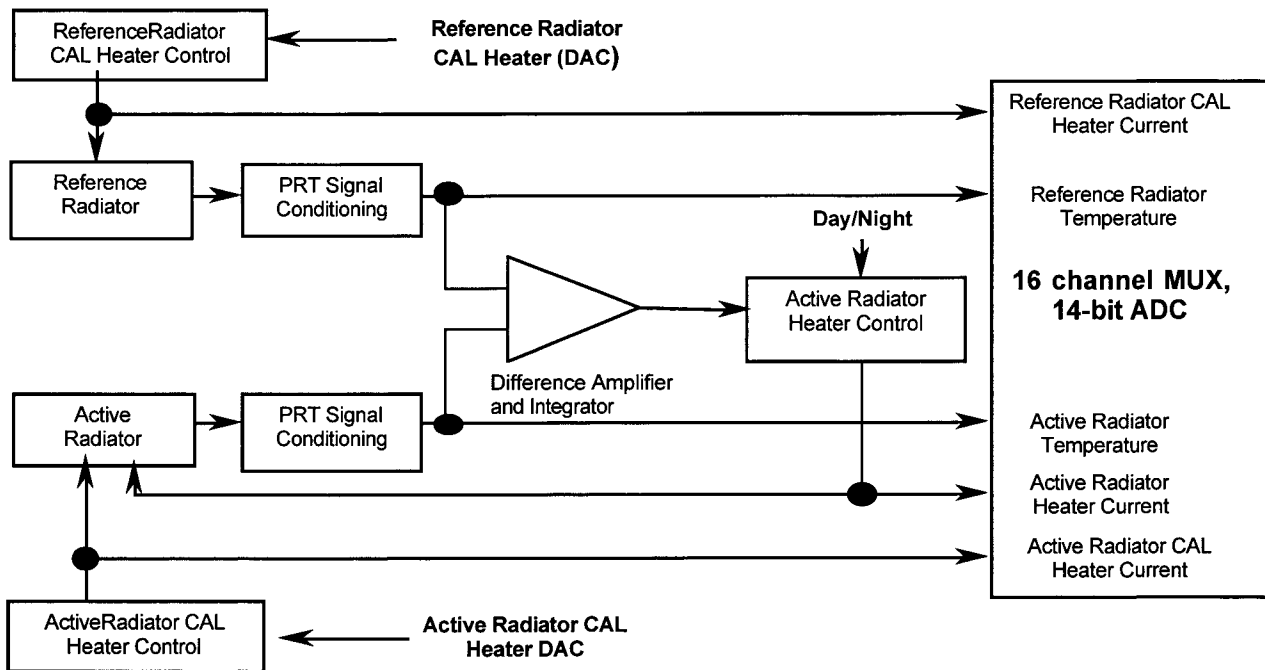 ReferenceRadiator
CAL Heater Control
Reference Radiator
CAL Heater (DAC)
Reference Radiator CAL
Heater Current
Reference
Radiator
PRT Signal
Conditioning
Reference Radiator
Temperature
Day/Night
16 channel MUX,
14-bit ADC
Active Radiator
Heater Control
Difference Amplifier
and Integrator
Active
Radiator
PRT Signal
Conditioning
Active Radiator
Temperature
Active Radiator
Heater Current
Active Radiator CAL
Heater Current
ActiveRadiator CAL
Heater Control
Active Radiator CAL
Heater DAC